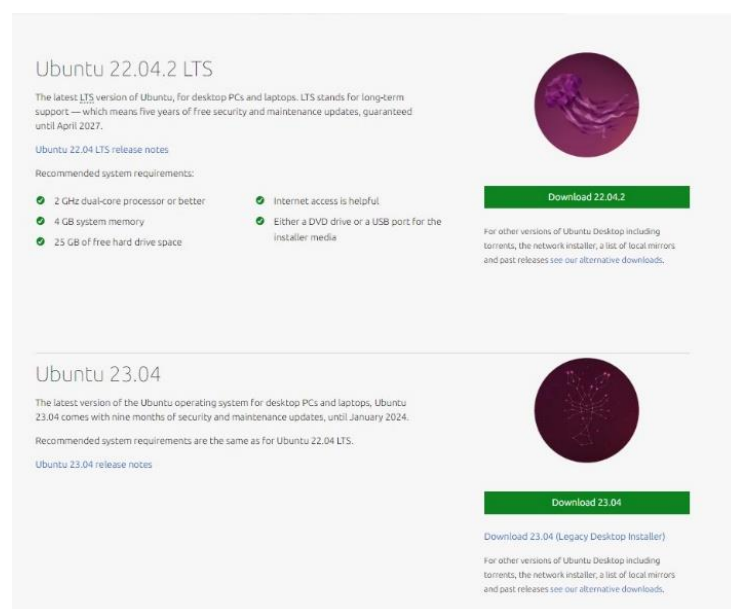 Ubuntu 22.04.2 LTS
The latest LTS version of Ubuntu, for desktop PCs and laptops. LTS stands for long-term
support — which means five years of free security and maintenance updates, guaranteed
until April 2027.
Ubuntu 22.04 LTS release notes
Recommended system requirements:
2 GHz dual-core processor or better
4 GB system memory
25 GB of free hard drive space
Internet access is helpful
Either a DVD drive or a USB port for the
installer media
Download 22.04.2
For other versions of Ubuntu Desktop including
torrents, the network installer, a list of local mirrors
and past releases see our alternative downloads.
Ubuntu 23.04
The latest version of the Ubuntu operating system for desktop PCs and laptops, Ubuntu
23.04 comes with nine months of security and maintenance updates, until January 2024.
Recommended system requirements are the same as for Ubuntu 22.04 LTS.
Ubuntu 23.04 release notes
Download 23.04
Download 23.04 (Legacy Desktop Installer)
For other versions of Ubuntu Desktop including
torrents, the network installer, a list of local mirrors
and past releases see our alternative downloads.